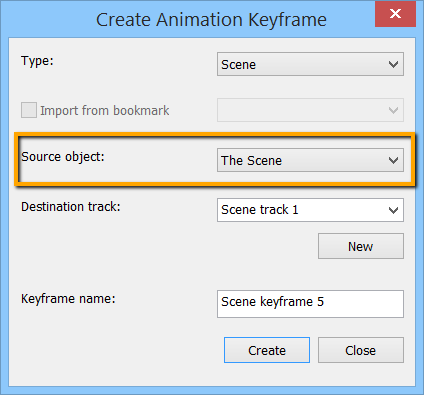 Create Animation Keyframe
Type: Scene
Import from bookmark
Source object: The Scene
Destination track: Scene track 1
New
Keyframe name: Scene keyframe 5
Create Close